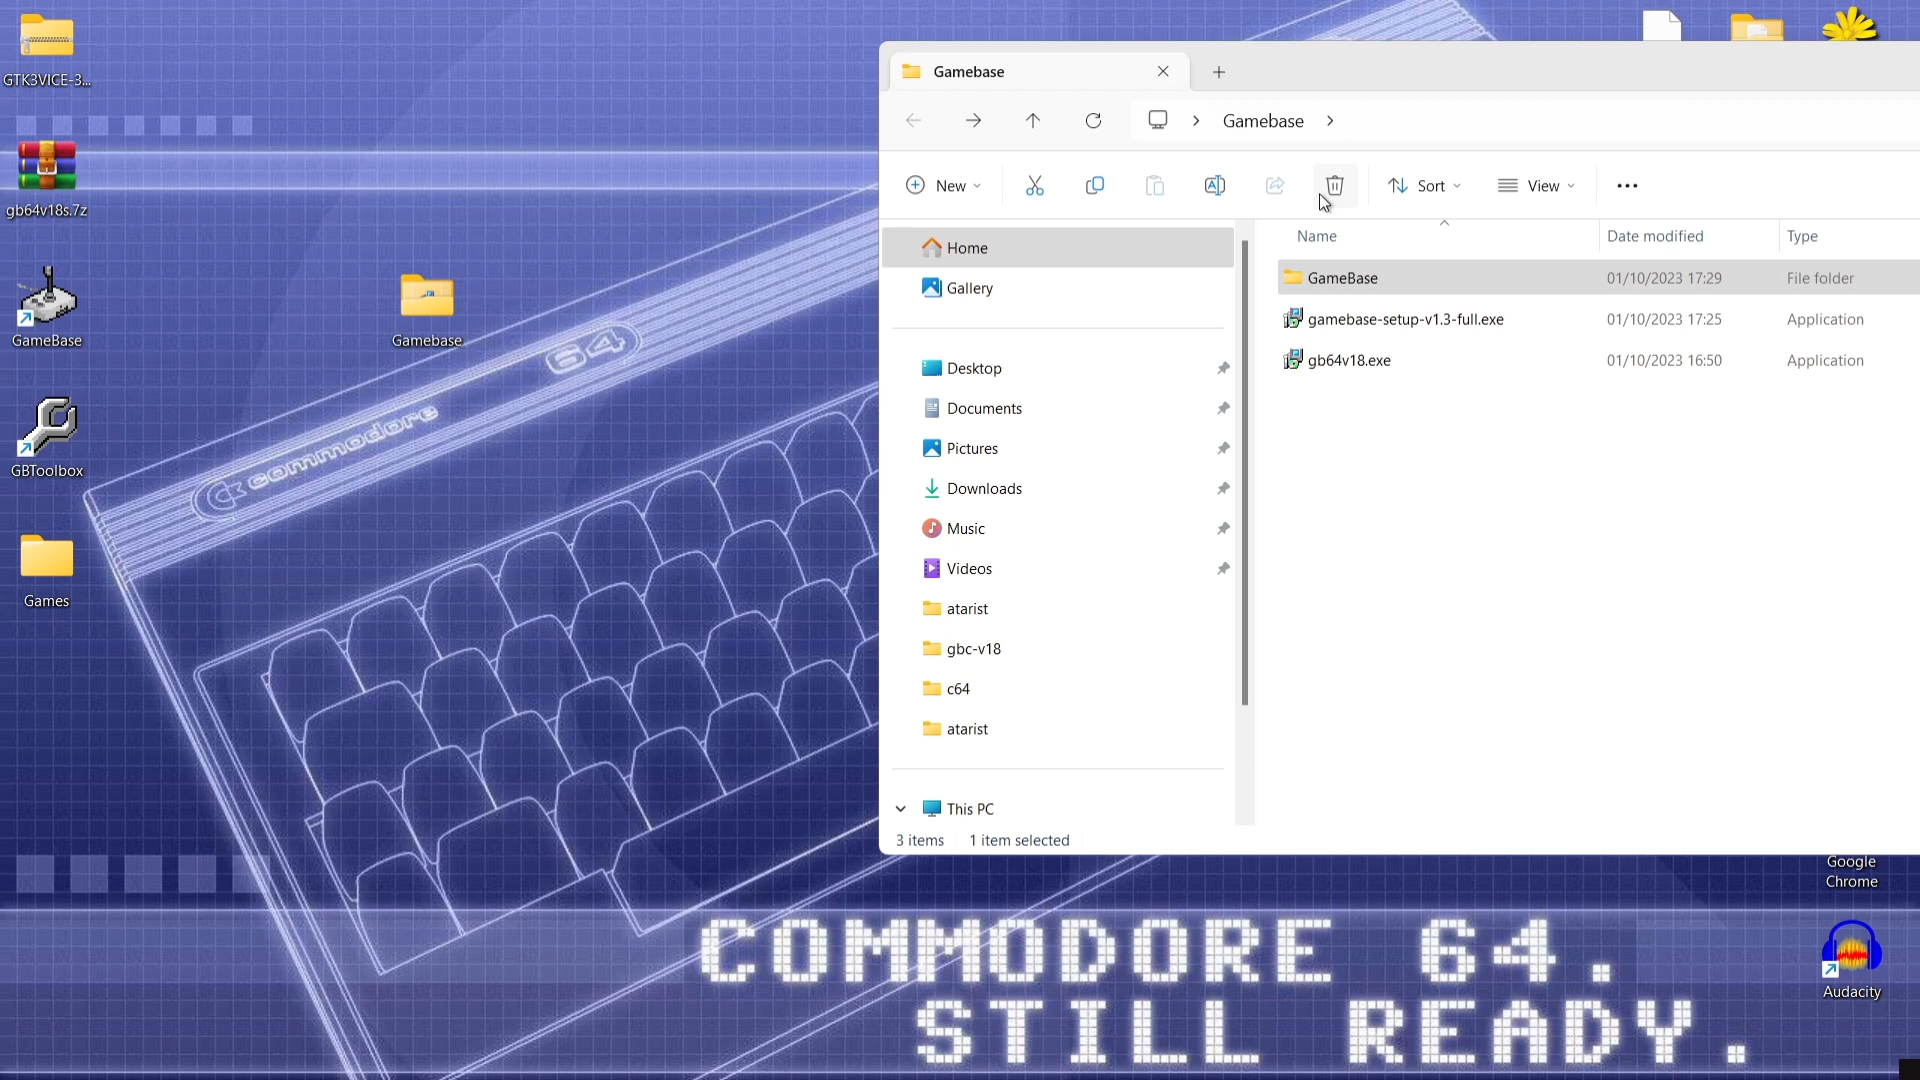 GTK3VICE-3...
gb64v18s.7z
GameBase
GBToolbox
Games
Gamebase
commodore
64
Gamebase
Gamebase
New
Sort
View
Home
Gallery
Desktop
Documents
Pictures
Downloads
Music
Videos
atarist
gbc-v18
c64
atarist
This PC
3 items 1 item selected
Name Date modified Type
GameBase 01/10/2023 17:29 File folder
gamebase-setup-v1.3-full.exe 01/10/2023 17:25 Application
gb64v18.exe 01/10/2023 16:50 Application
Google
Chrome
Audacity
COMMODORE 64.
STILL READY.